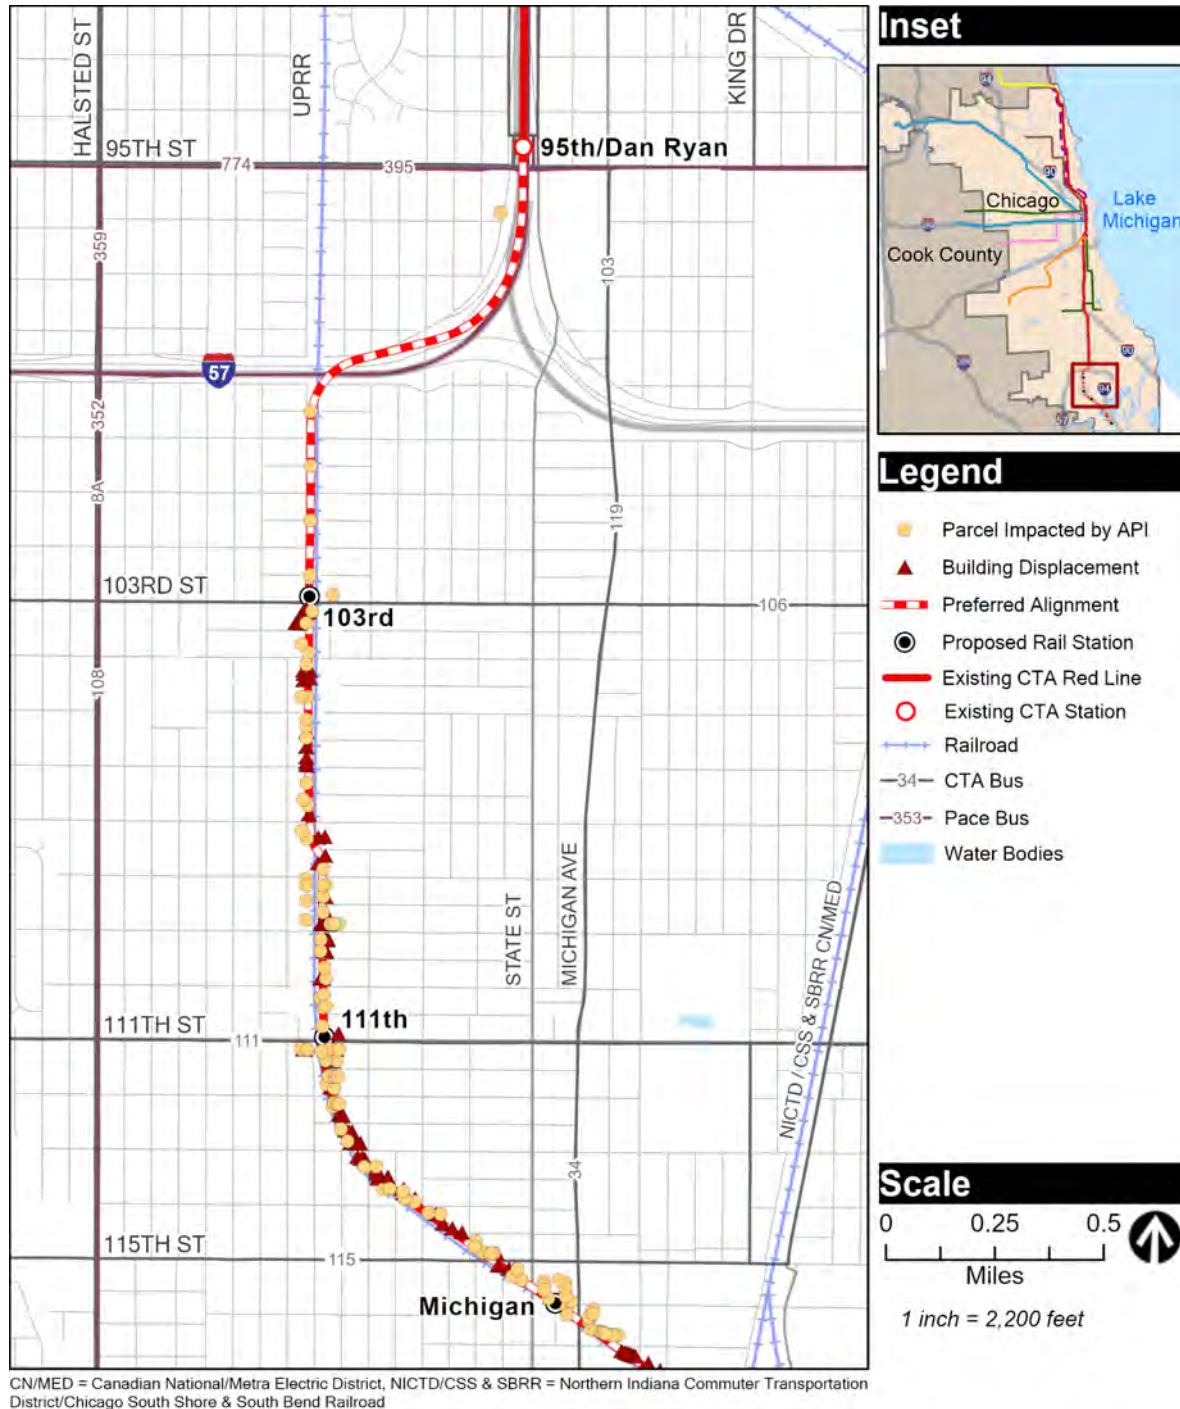 HALSTED ST
UPRR
KING DR
95TH ST
774
395
95th/Dan Ryan
359
103
57
352
8A
119
103RD ST
103rd
106
108
STATE ST
MICHIGAN AVE
NICTD / CSS & SBRR CN/MED
111TH ST
111
111th
34
115TH ST
115
Michigan
Inset
94
90
Chicago
Lake
Michigan
Cook County
90
94
57
Legend
Parcel Impacted by API
Building Displacement
Preferred Alignment
Proposed Rail Station
Existing CTA Red Line
Existing CTA Station
Railroad
34 CTA Bus
353 Pace Bus
Water Bodies
Scale
0 0.25 0.5
Miles
1 inch = 2,200 feet
CN/MED = Canadian National/Metra Electric District, NICTD/CSS & SBRR = Northern Indiana Commuter Transportation
District/Chicago South Shore & South Bend Railroad